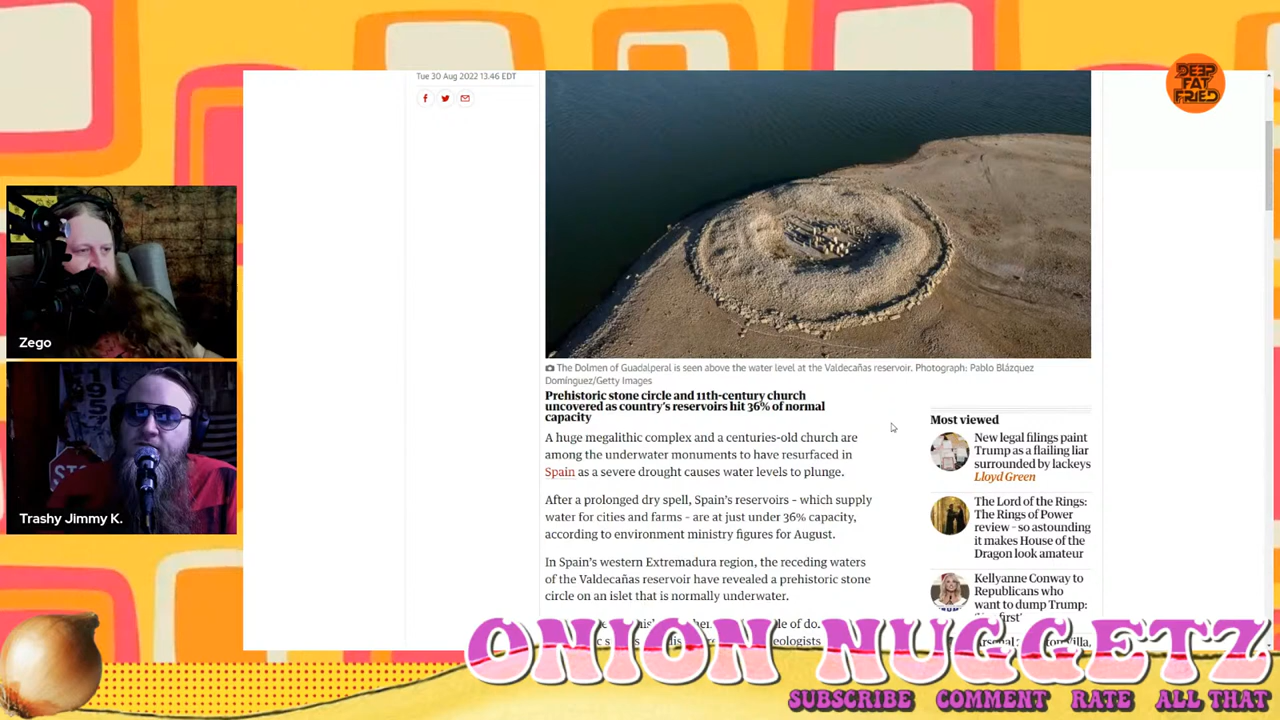 Tue 30 Aug 2022 13.46 EDT
DEEP
FAT
FRIED
Zego
STO
Trashy Jimmy K.
The Dolmen of Guadalperal is seen above the water level at the Valdecañas reservoir. Photograph: Pablo Blázquez
Domínguez/Getty Images
Prehistoric stone circle and 11th-century church
uncovered as country's reservoirs hit 36% of normal
capacity
A huge megalithic complex and a centuries-old church are
among the underwater monuments to have resurfaced in
Spain as a severe drought causes water levels to plunge.
After a prolonged dry spell, Spain's reservoirs – which supply
water for cities and farms – are at just under 36% capacity,
according to environment ministry figures for August.
In Spain's western Extremadura region, the receding waters
of the Valdecañas reservoir have revealed a prehistoric stone
circle on an islet that is normally underwater.
Most viewed
New legal filings paint
Trump as a flailing liar
surrounded by lackeys
Lloyd Green
The Lord of the Rings:
The Rings of Power
review – so astounding
it makes House of the
Dragon look amateur
Kellyanne Conway to
Republicans who
want to dump Trump:
ONION NUGGETZ
SUBSCRIBE COMMENT RATE ALL THAT